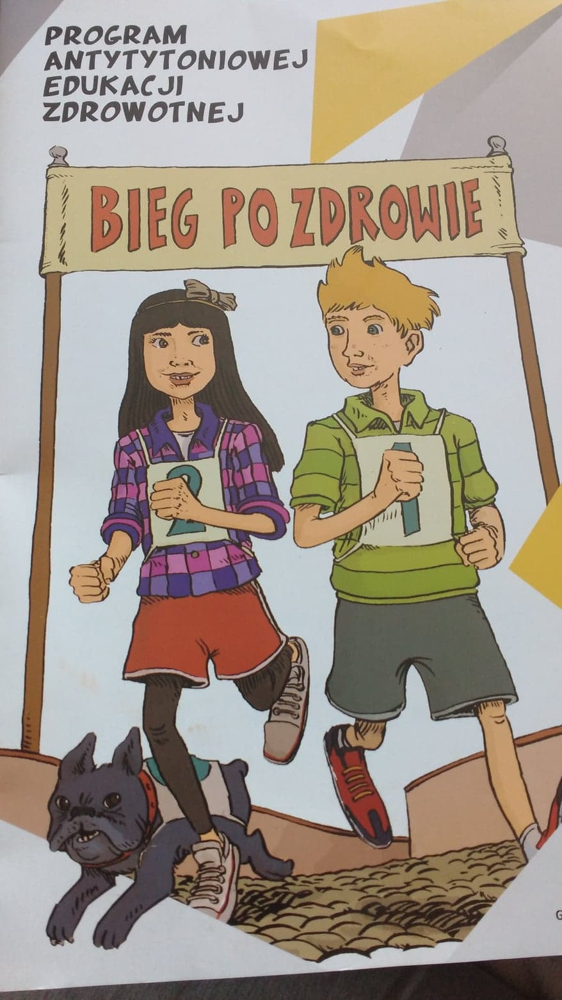 PROGRAM
ANTYTYTONIOWEJ
EDUKACJI
ZDROWOTNEJ
BIEG PO ZDROWIE
2
1
G